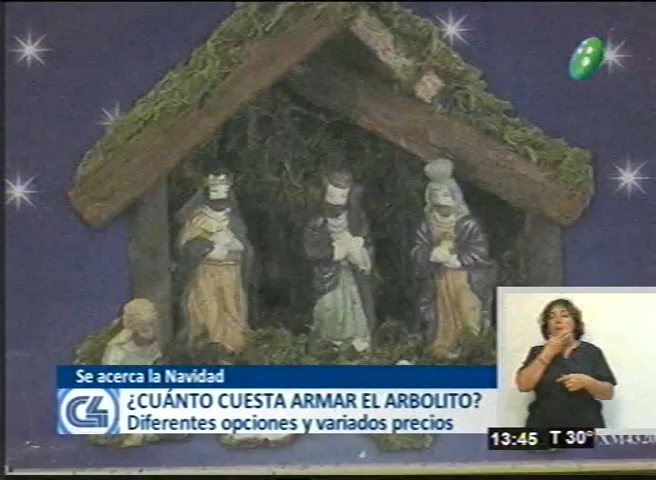 Se acerca la Navidad
C4
¿CUÁNTO CUESTA ARMAR EL ARBOLITO?
Diferentes opciones y variados precios
13:45 T 30°